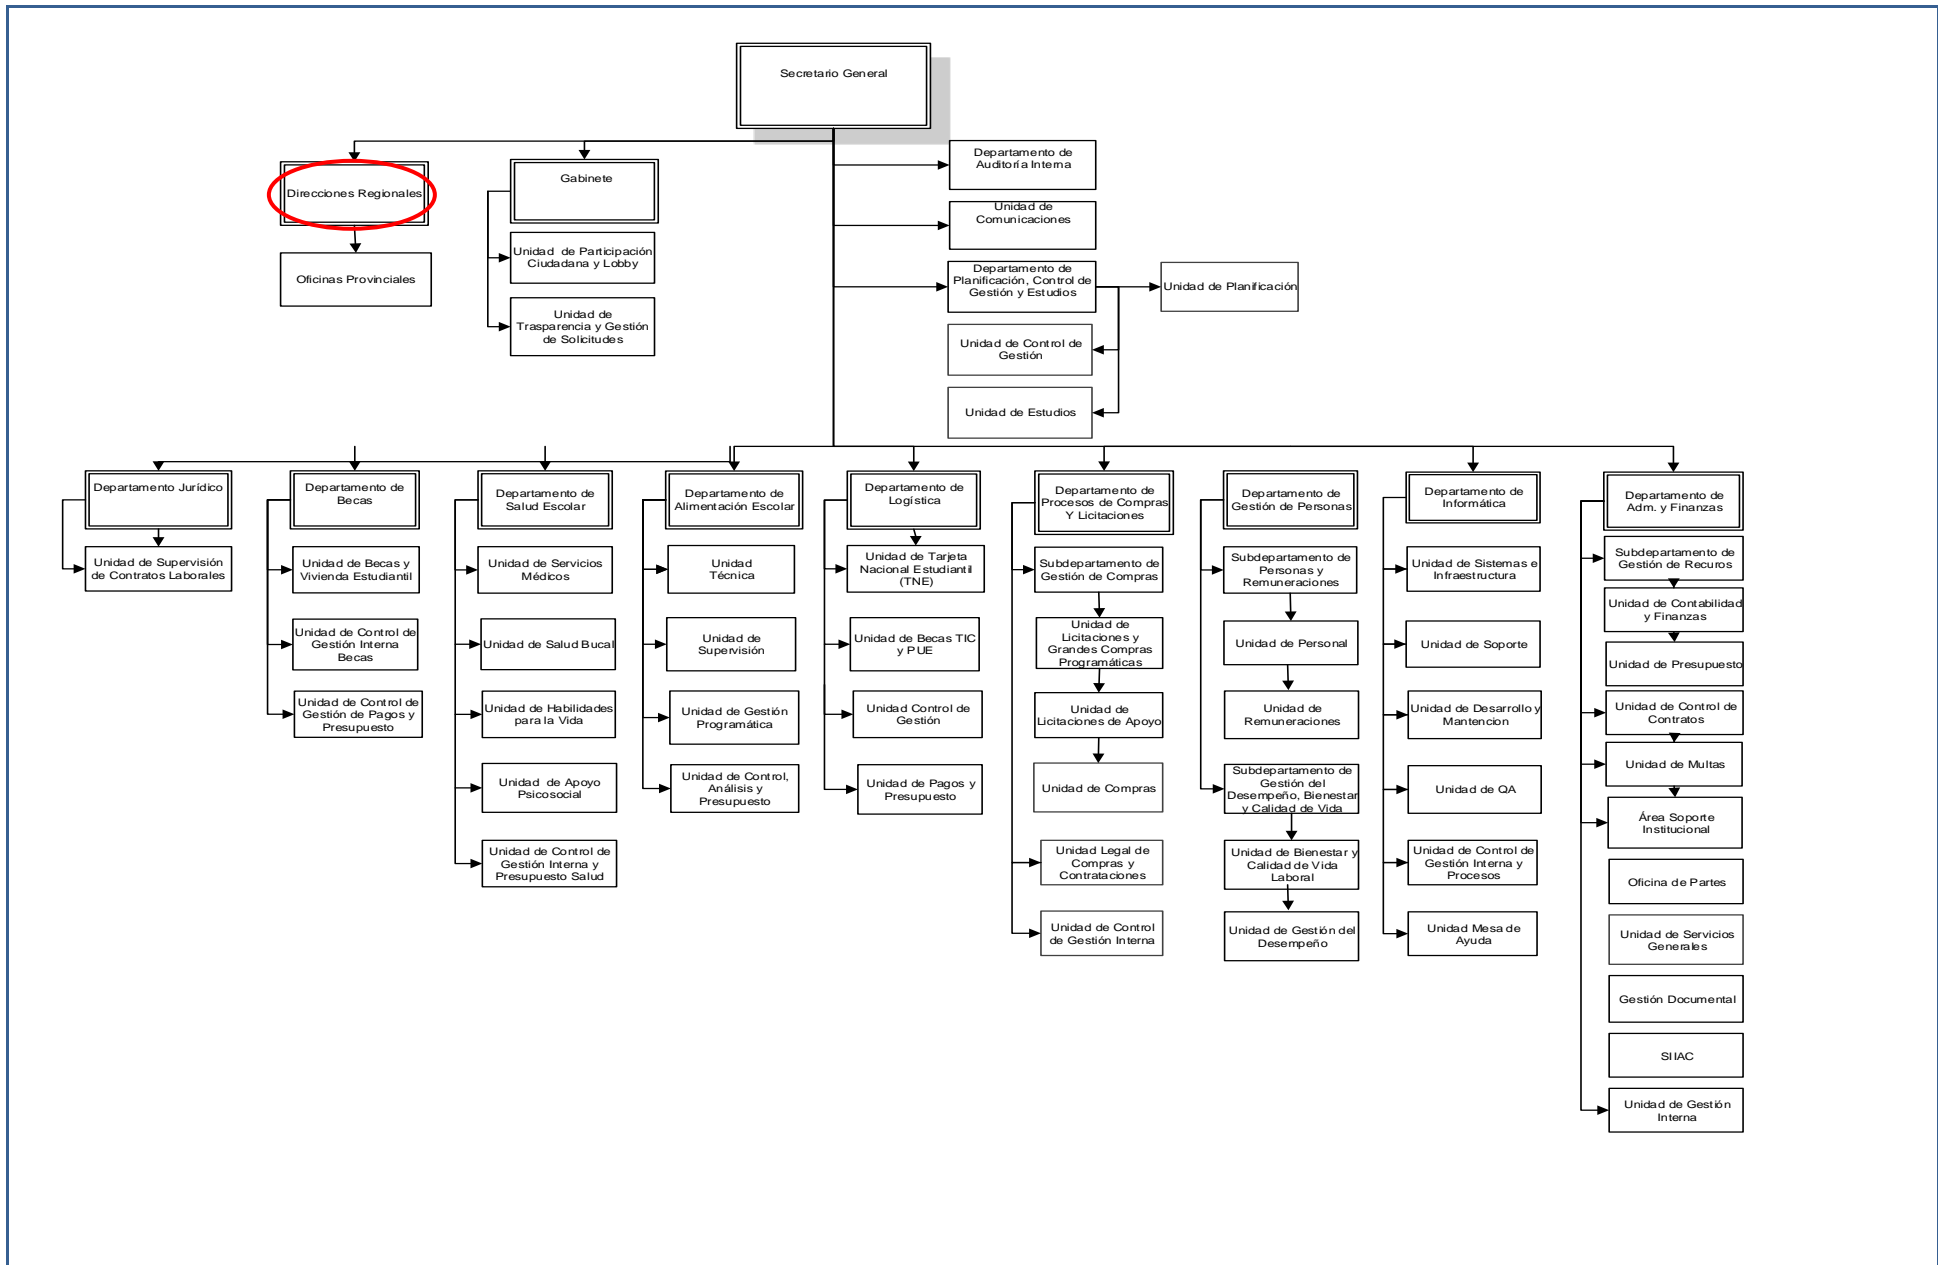 Secretario General
Direcciones Regionales
Oficinas Provinciales
Gabinete
Unidad de Participación
Ciudadana y Lobby
Unidad de
Trasparencia y Gestión
de Solicitudes
Departamento de
Auditoría Interna
Unidad de
Comunicaciones
Departamento de
Planificación, Control de
Gestión y Estudios
Unidad de Planificación
Unidad de Control de
Gestión
Unidad de Estudios
Departamento Jurídico
Unidad de Supervisión
de Contratos Laborales
Departamento de
Becas
Unidad de Becas y
Vivienda Estudiantil
Unidad de Control de
Gestión Interna
Becas
Unidad de Control de
Gestión de Pagos y
Presupuesto
Departamento de
Salud Escolar
Unidad de Servicios
Médicos
Unidad de Salud Bucal
Unidad de Habilidades
para la Vida
Unidad de Apoyo
Psicosocial
Unidad de Control de
Gestión Interna y
Presupuesto Salud
Departamento de
Alimentación Escolar
Unidad
Técnica
Unidad de
Supervisión
Unidad de Gestión
Programática
Unidad de Control,
Análisis y
Presupuesto
Departamento de
Logística
Unidad de Tarjeta
Nacional Estudiantil
(TNE)
Unidad de Becas TIC
y PUE
Unidad Control de
Gestión
Unidad de Pagos y
Presupuesto
Departamento de
Procesos de Compras
Y Licitaciones
Subdepartamento de
Gestión de Compras
Unidad de
Licitaciones y
Grandes Compras
Programáticas
Unidad de
Licitaciones de Apoyo
Unidad de Compras
Unidad Legal de
Compras y
Contrataciones
Unidad de Control
de Gestión Interna
Departamento de
Gestión de Personas
Subdepartamento de
Personas y
Remuneraciones
Unidad de Personal
Unidad de
Remuneraciones
Subdepartamento de
Gestión del
Desempeño, Bienestar
y Calidad de Vida
Unidad de Bienestar y
Calidad de Vida
Laboral
Unidad de Gestión del
Desempeño
Departamento de
Informática
Unidad de Sistemas e
Infraestructura
Unidad de Soporte
Unidad de Desarrollo y
Mantencion
Unidad de QA
Unidad de Control de
Gestión Interna y
Procesos
Unidad Mesa de
Ayuda
Departamento de
Adm. y Finanzas
Subdepartamento de
Gestión de Recuros
Unidad de Contabilidad
y Finanzas
Unidad de Presupuesto
Unidad de Control de
Contratos
Unidad de Multas
Área Soporte
Institucional
Oficina de Partes
Unidad de Servicios
Generales
Gestión Documental
SIIAC
Unidad de Gestión
Interna